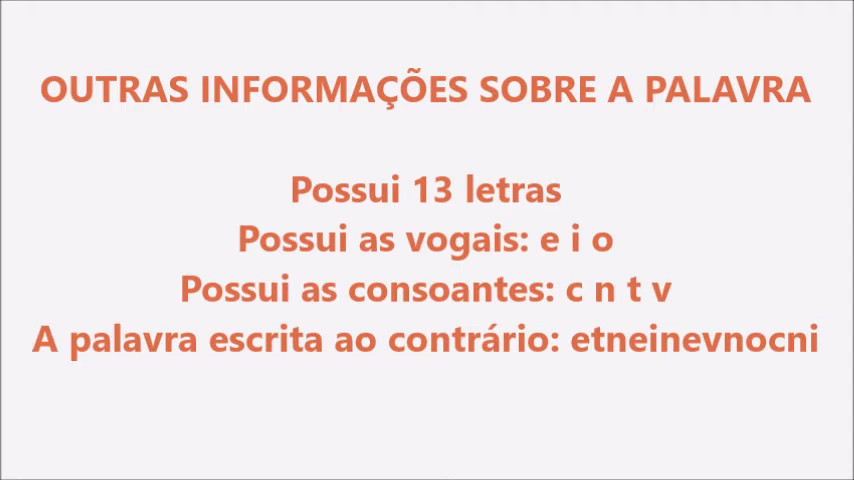 OUTRAS INFORMAÇÕES SOBRE A PALAVRA
Possui 13 letras
Possui as vogais: e i o
Possui as consoantes: c n t v
A palavra escrita ao contrário: etneinevnocni